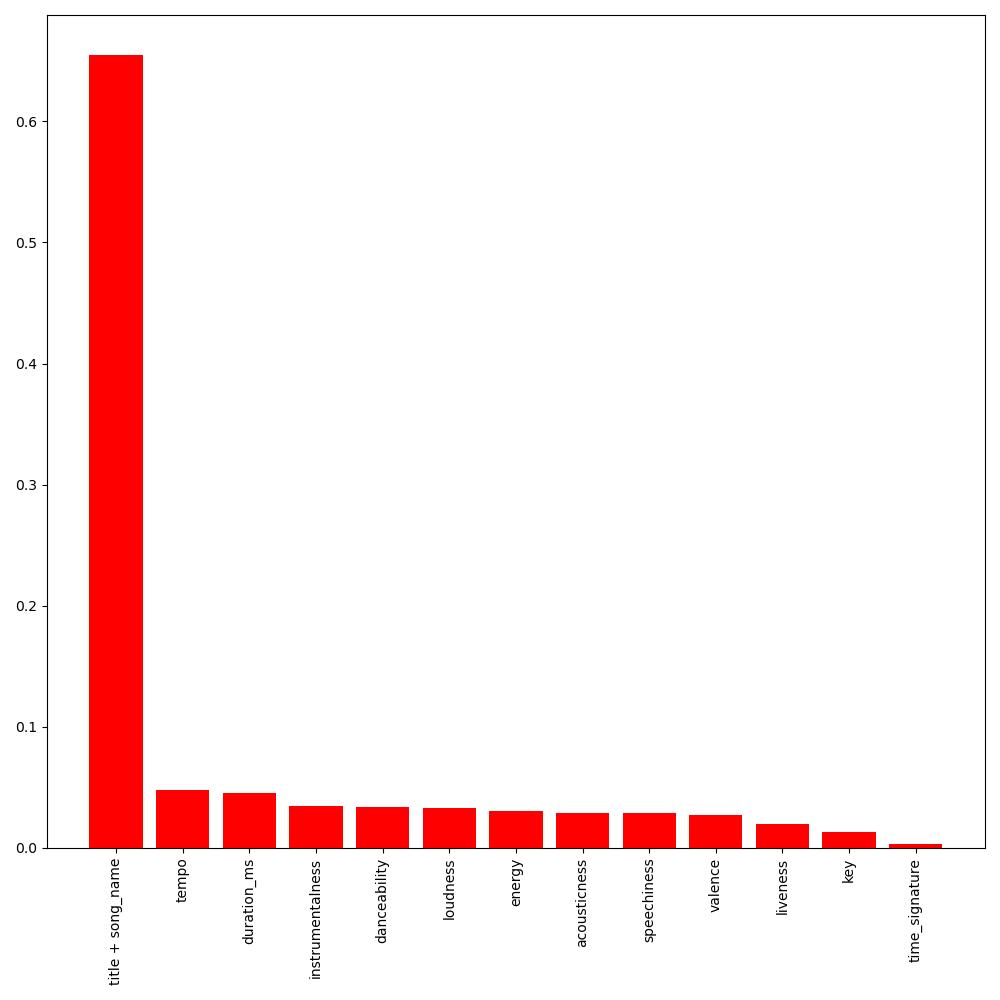 0.6
0.5
0.4
0.3
0.2
0.1
0.0
title + song_name
tempo
duration_ms
instrumentalness
danceability
loudness
energy
acousticness
speechiness
valence
liveness
key
time_signature